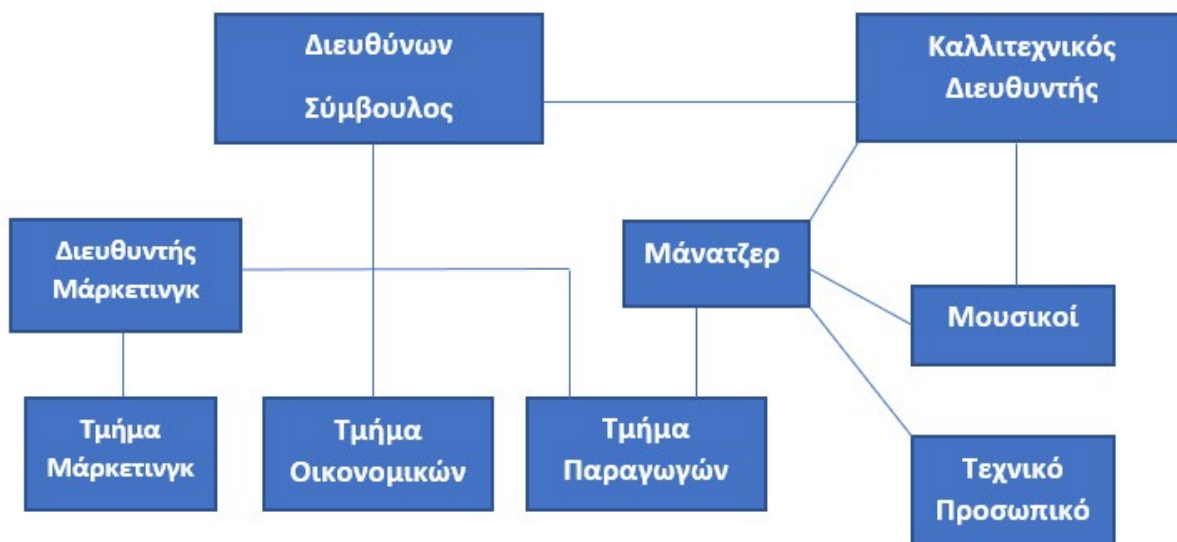 Διευθύνων
Σύμβουλος
Καλλιτεχνικός
Διευθυντής
Διευθυντής
Μάρκετινγκ
Μάνατζερ
Μουσικοί
Τμήμα
Μάρκετινγκ
Τμήμα
Οικονομικών
Τμήμα
Παραγωγών
Τεχνικό
Προσωπικό